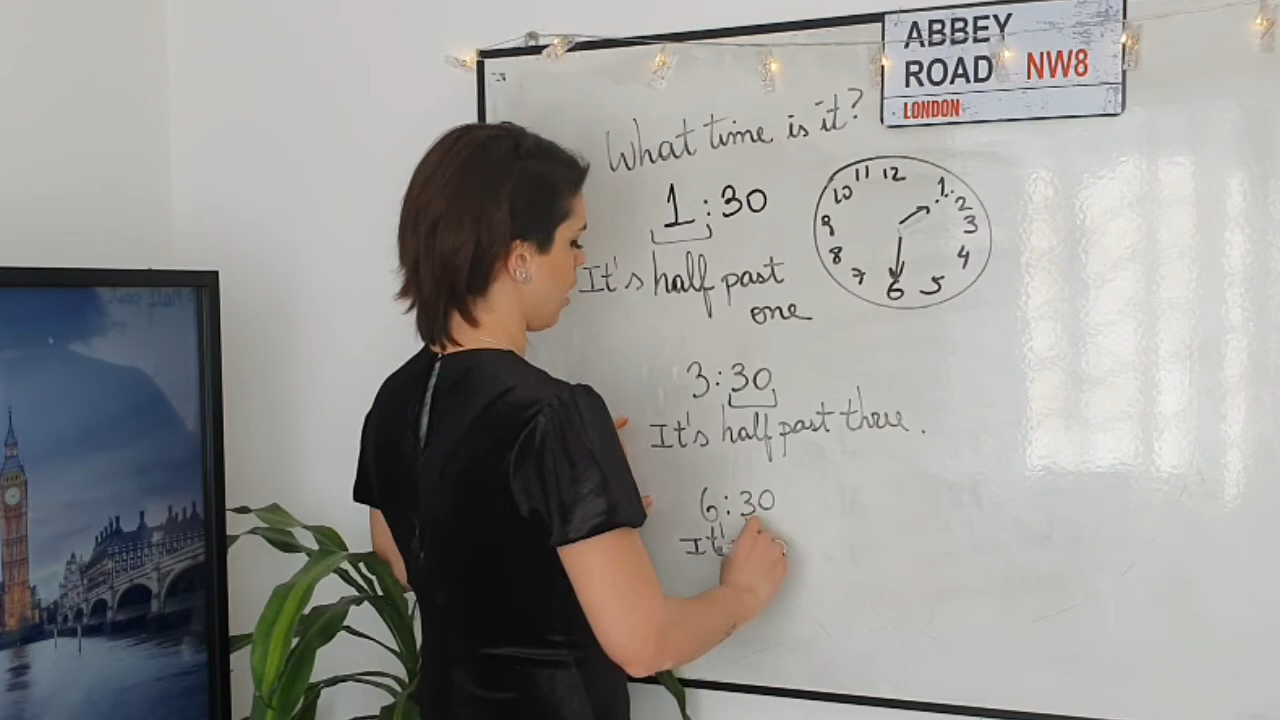 ABBEY
ROAD NW8
LONDON
What time is it?
1:30
It's half past
one
11 12 1
10 2
9 3
8 4
7 6 5
3:30
It's half past three.
6:30
It's